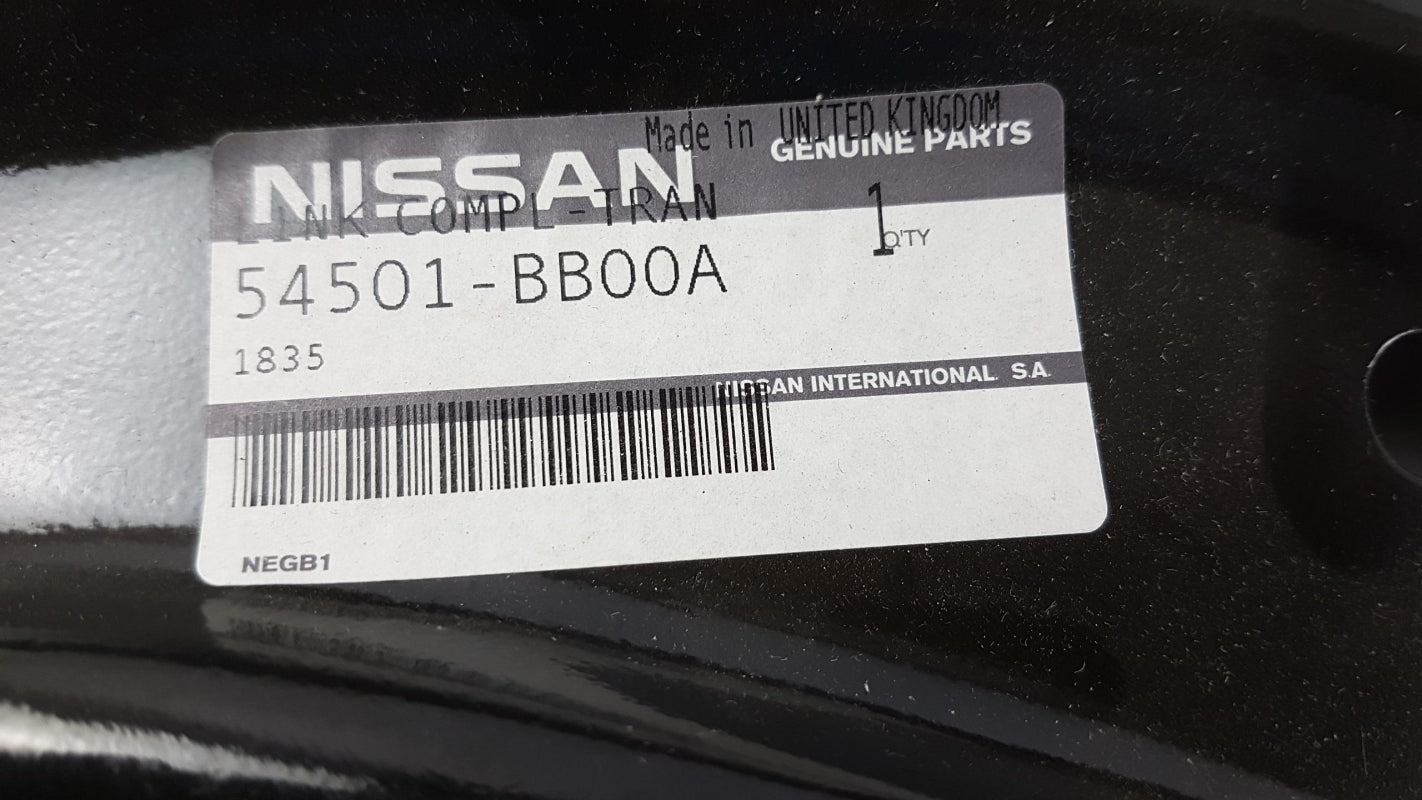 Made in UNITED KINGDOM
NISSAN GENUINE PARTS
LINK COMPL-TRAN
1 Q'TY
54501-BB00A
1835
NISSAN INTERNATIONAL S.A.
NEGB1